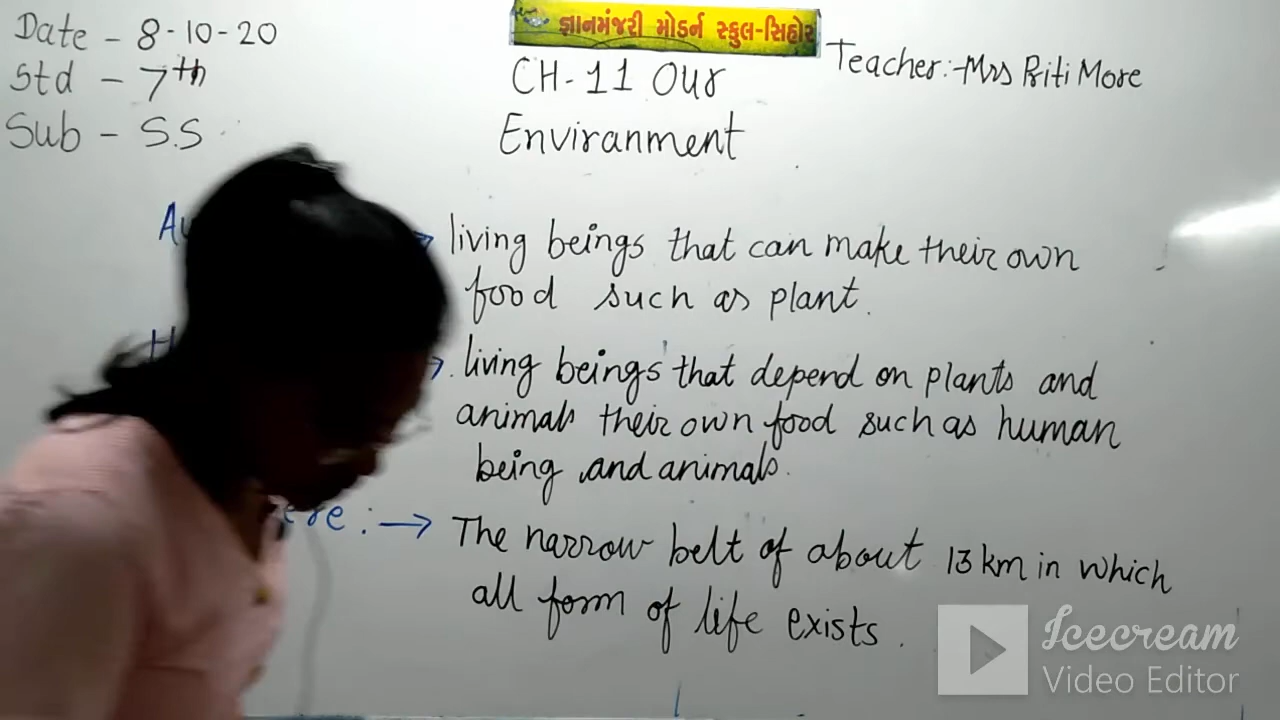 Date - 8-10-20
Std - 7th
Sub - S.S
જ્ઞાનમંજરી મોડર્ન સ્કુલ-સિહોર
CH-11 Our
Enviranment
Teacher:-Mrs Priti More
living beings that can make their own
food such as plant.
living beings that depend on plants and
animals their own food such as human
being and animals.
ere :→ The narrow belt of about 13 km in which
all form of life exists.
Icecream
Video Editor